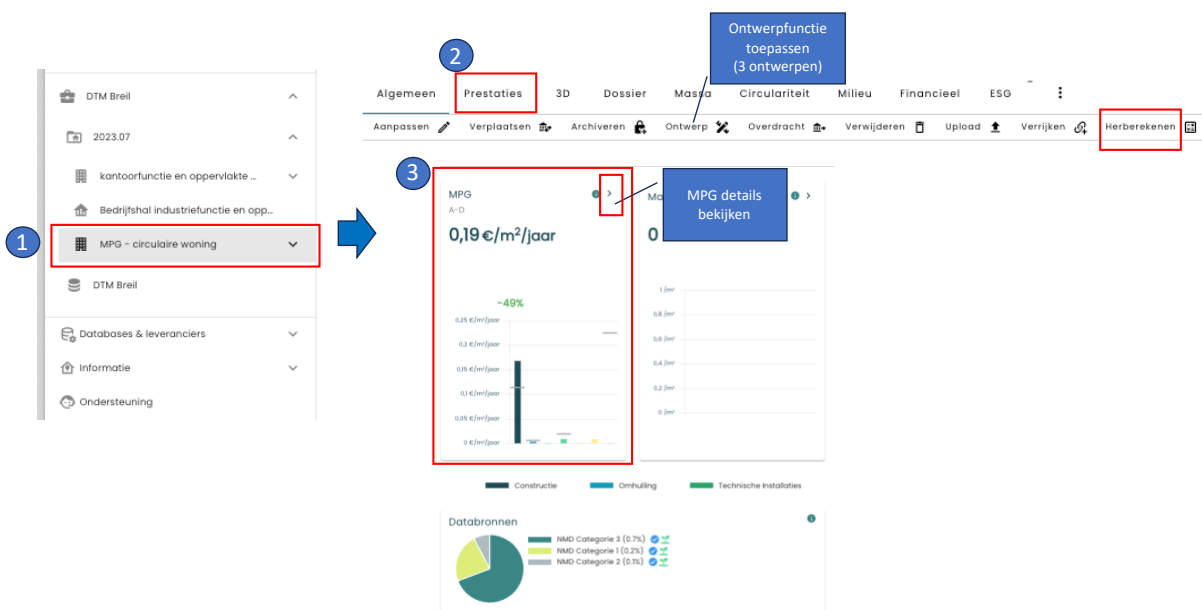 1
DTM Breil
2023.07
kantoorfunctie en oppervlakte ...
Bedrijfshal industriefunctie en opp...
MPG - circulaire woning
DTM Breil
Databases & leveranciers
Informatie
Ondersteuning
2
Ontwerpfunctie
toepassen
(3 ontwerpen)
Algemeen Prestaties 3D Dossier Massa Circulariteit Milieu Financieel ESG
Aanpassen Verplaatsen Archiveren Ontwerp Overdracht Verwijderen Upload Verrijken Herberekenen
3
MPG
A-D
0,19 €/m²/jaar
-49%
0,25 €/m²/jaar
0,2 €/m²/jaar
0,15 €/m²/jaar
0,1 €/m²/jaar
0,05 €/m²/jaar
0 €/m²/jaar
MPG details
bekijken
Ma
0
1 /m²
0,8 /m²
0,6 /m²
0,4 /m²
0,2 /m²
0 /m²
Constructie Omhulling Technische Installaties
Databronnen
NMD Categorie 3 (0.7%)
NMD Categorie 1 (0.2%)
NMD Categorie 2 (0.1%)